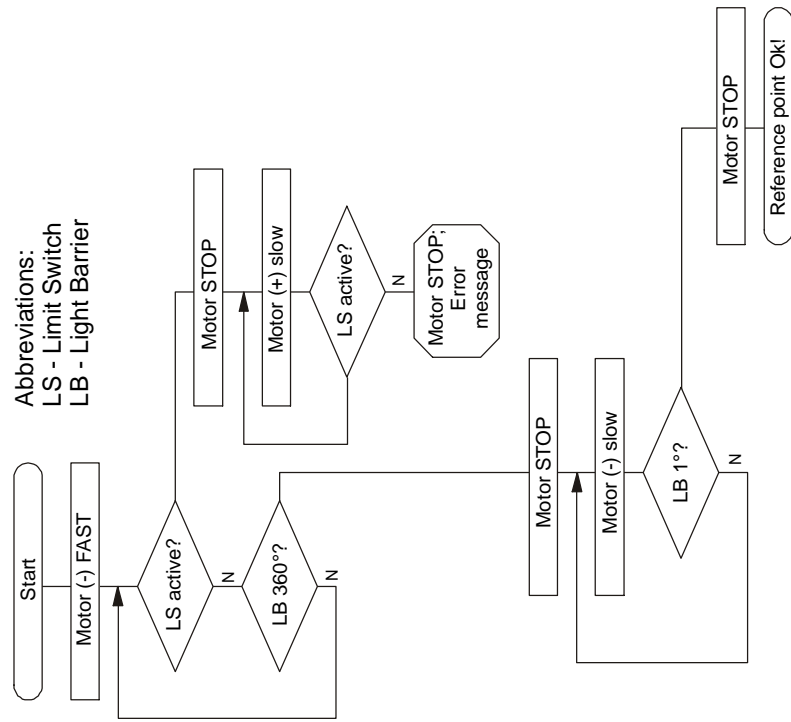 Abbreviations:
LS - Limit Switch
LB - Light Barrier
Start
Motor (-) FAST
LS active?
N
LB 360°?
N
Motor STOP
Motor (+) slow
LS active?
N
Motor STOP;
Error
message
Motor STOP
Motor (-) slow
LB 1°?
N
Motor STOP
Reference point Ok!